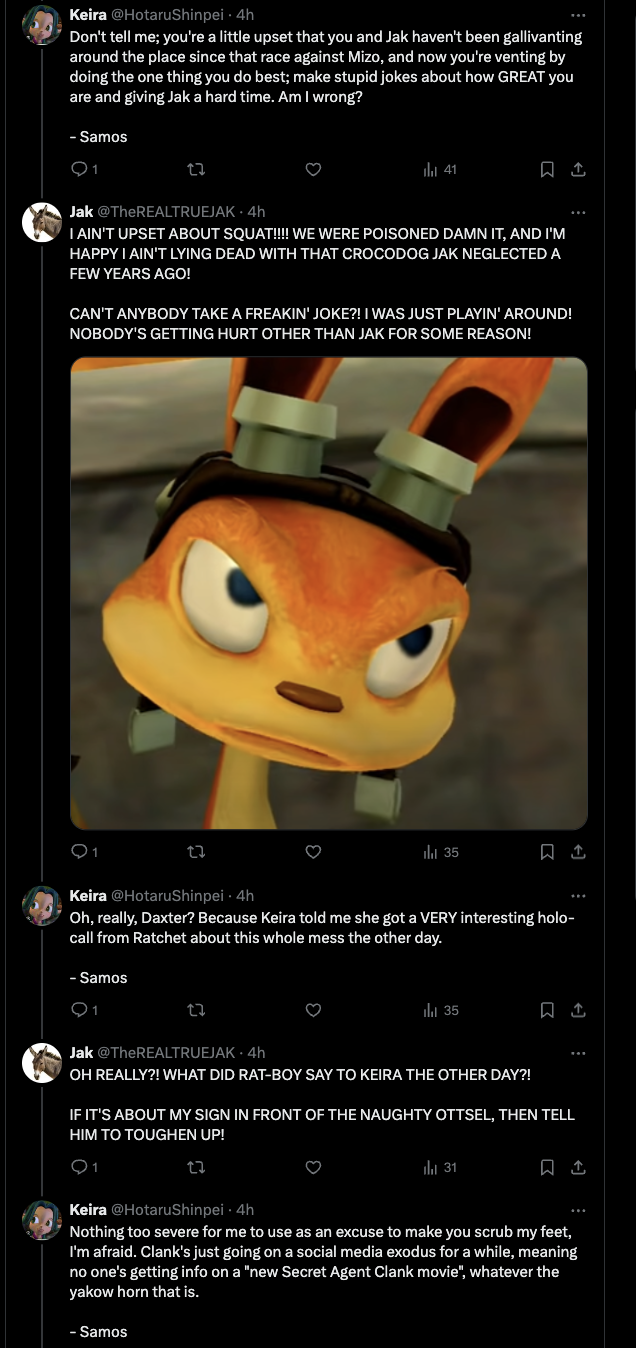 Keira @HotaruShinpei · 4h
Don't tell me; you're a little upset that you and Jak haven't been gallivanting
around the place since that race against Mizo, and now you're venting by
doing the one thing you do best; make stupid jokes about how GREAT you
are and giving Jak a hard time. Am I wrong?
- Samos
1 41
Jak @TheREALTRUEJAK · 4h
I AIN'T UPSET ABOUT SQUAT!!!! WE WERE POISONED DAMN IT, AND I'M
HAPPY I AIN'T LYING DEAD WITH THAT CROCODOG JAK NEGLECTED A
FEW YEARS AGO!
CAN'T ANYBODY TAKE A FREAKIN' JOKE?! I WAS JUST PLAYIN' AROUND!
NOBODY'S GETTING HURT OTHER THAN JAK FOR SOME REASON!
1 35
Keira @HotaruShinpei · 4h
Oh, really, Daxter? Because Keira told me she got a VERY interesting holo-
call from Ratchet about this whole mess the other day.
- Samos
1 35
Jak @TheREALTRUEJAK · 4h
OH REALLY?! WHAT DID RAT-BOY SAY TO KEIRA THE OTHER DAY?!
IF IT'S ABOUT MY SIGN IN FRONT OF THE NAUGHTY OTTSEL, THEN TELL
HIM TO TOUGHEN UP!
1 31
Keira @HotaruShinpei · 4h
Nothing too severe for me to use as an excuse to make you scrub my feet,
I'm afraid. Clank's just going on a social media exodus for a while, meaning
no one's getting info on a "new Secret Agent Clank movie", whatever the
yakow horn that is.
- Samos